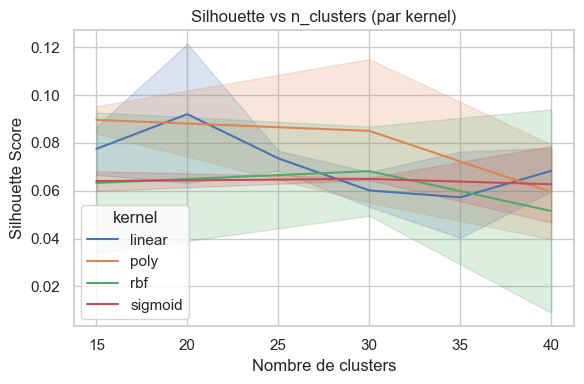 Silhouette vs n_clusters (par kernel)
Silhouette Score
0.12
0.10
0.08
0.06
0.04
0.02
kernel
linear
poly
rbf
sigmoid
15 20 25 30 35 40
Nombre de clusters